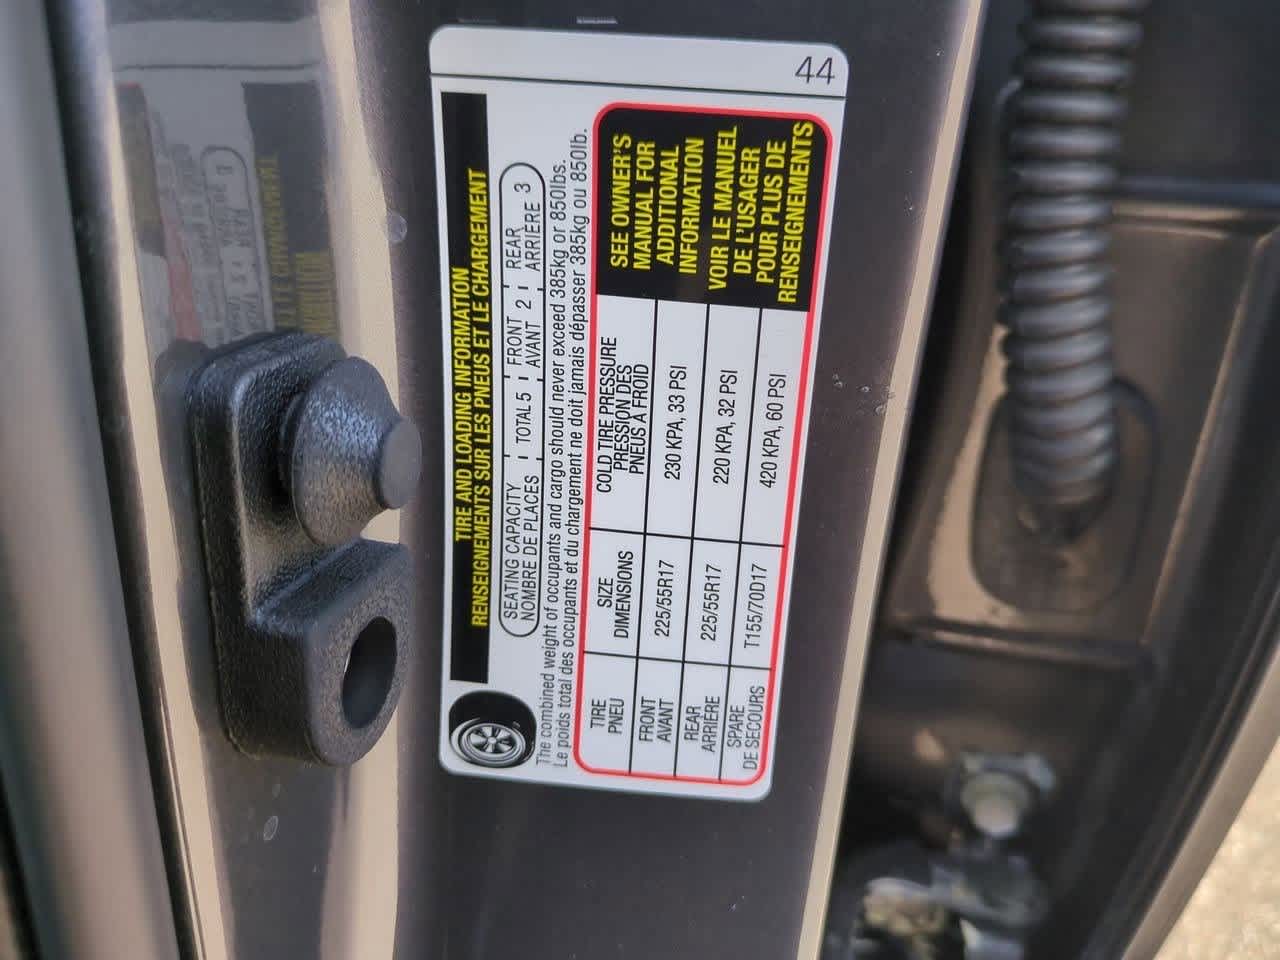 44
TIRE AND LOADING INFORMATION
RENSEIGNEMENTS SUR LES PNEUS ET LE CHARGEMENT
SEATING CAPACITY TOTAL 5 FRONT 2 REAR 3
NOMBRE DE PLACES AVANT ARRIÈRE
The combined weight of occupants and cargo should never exceed 385kg or 850lbs.
Le poids total des occupants et du chargement ne doit jamais dépasser 385kg ou 850lb.
TIRE SIZE COLD TIRE PRESSURE
PNEU DIMENSIONS PRESSION DES
PNEUS À FROID
FRONT 225/55R17 230 KPA, 33 PSI
AVANT
REAR 225/55R17 220 KPA, 32 PSI
ARRIÈRE
SPARE T155/70D17 420 KPA, 60 PSI
DE SECOURS
SEE OWNER'S
MANUAL FOR
ADDITIONAL
INFORMATION
VOIR LE MANUEL
DE L'USAGER
POUR PLUS DE
RENSEIGNEMENTS